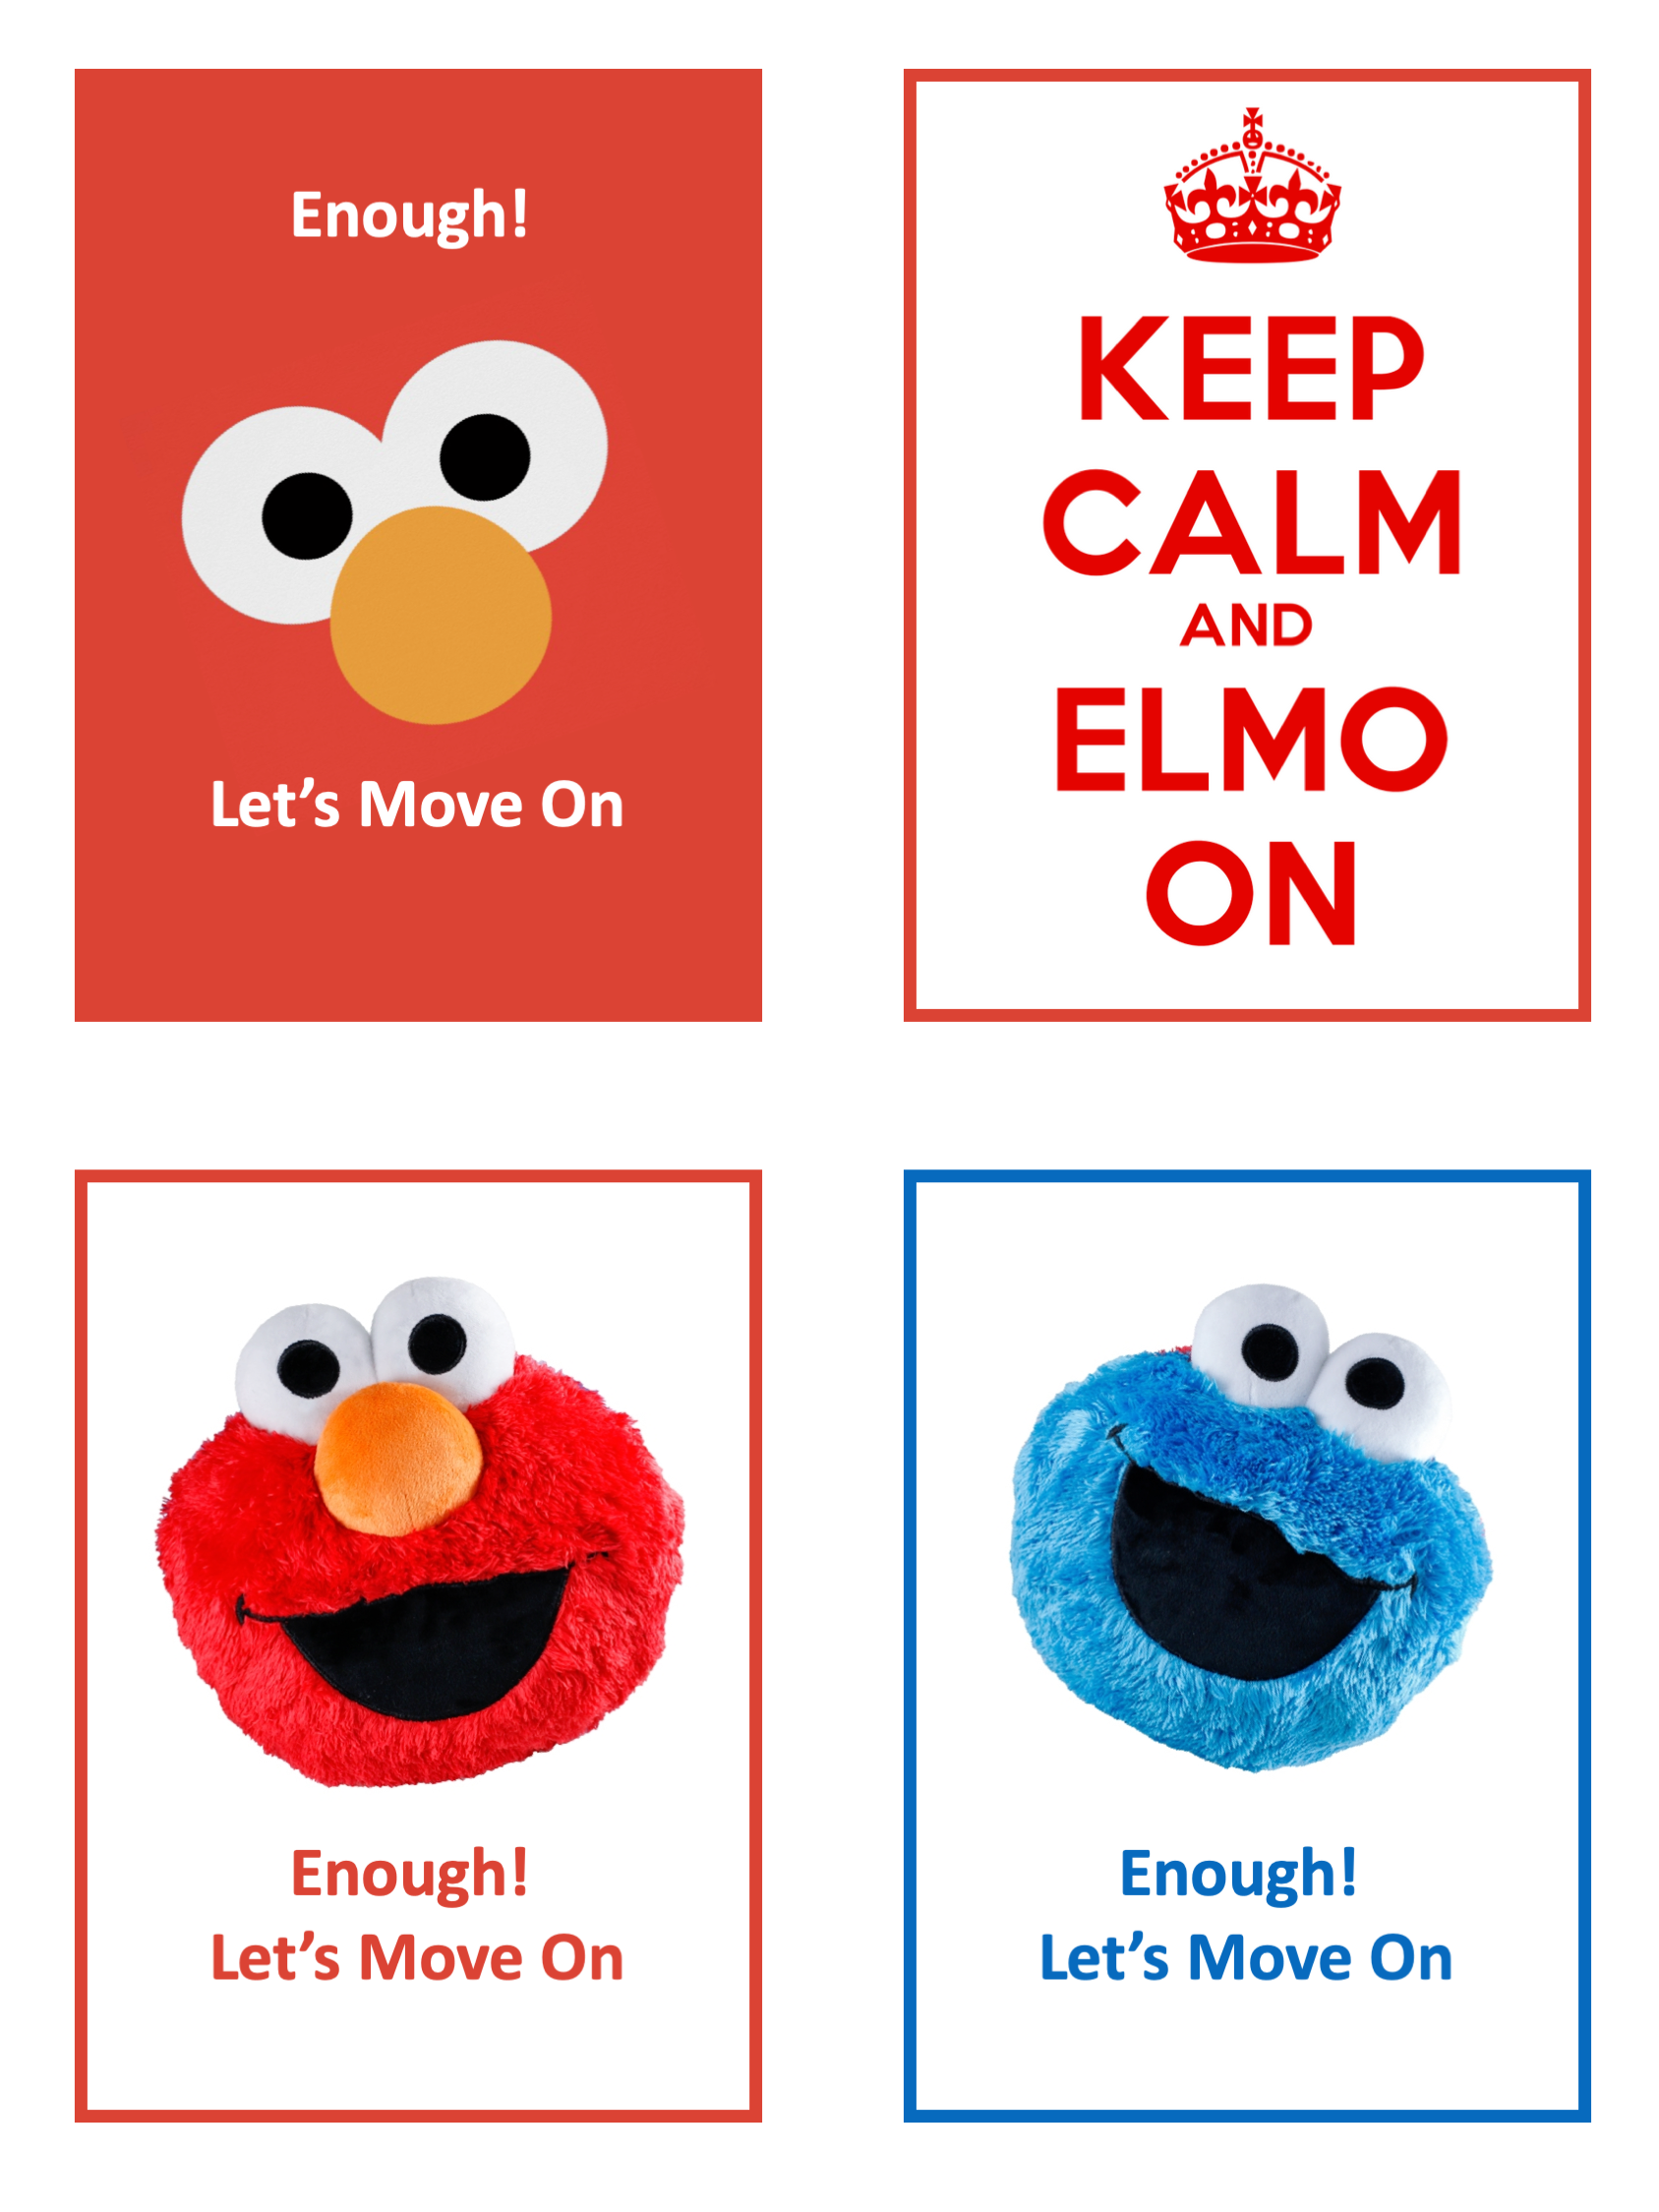 Enough!
Let’s Move On
KEEP
CALM
AND
ELMO
ON
Enough!
Let’s Move On
Enough!
Let’s Move On